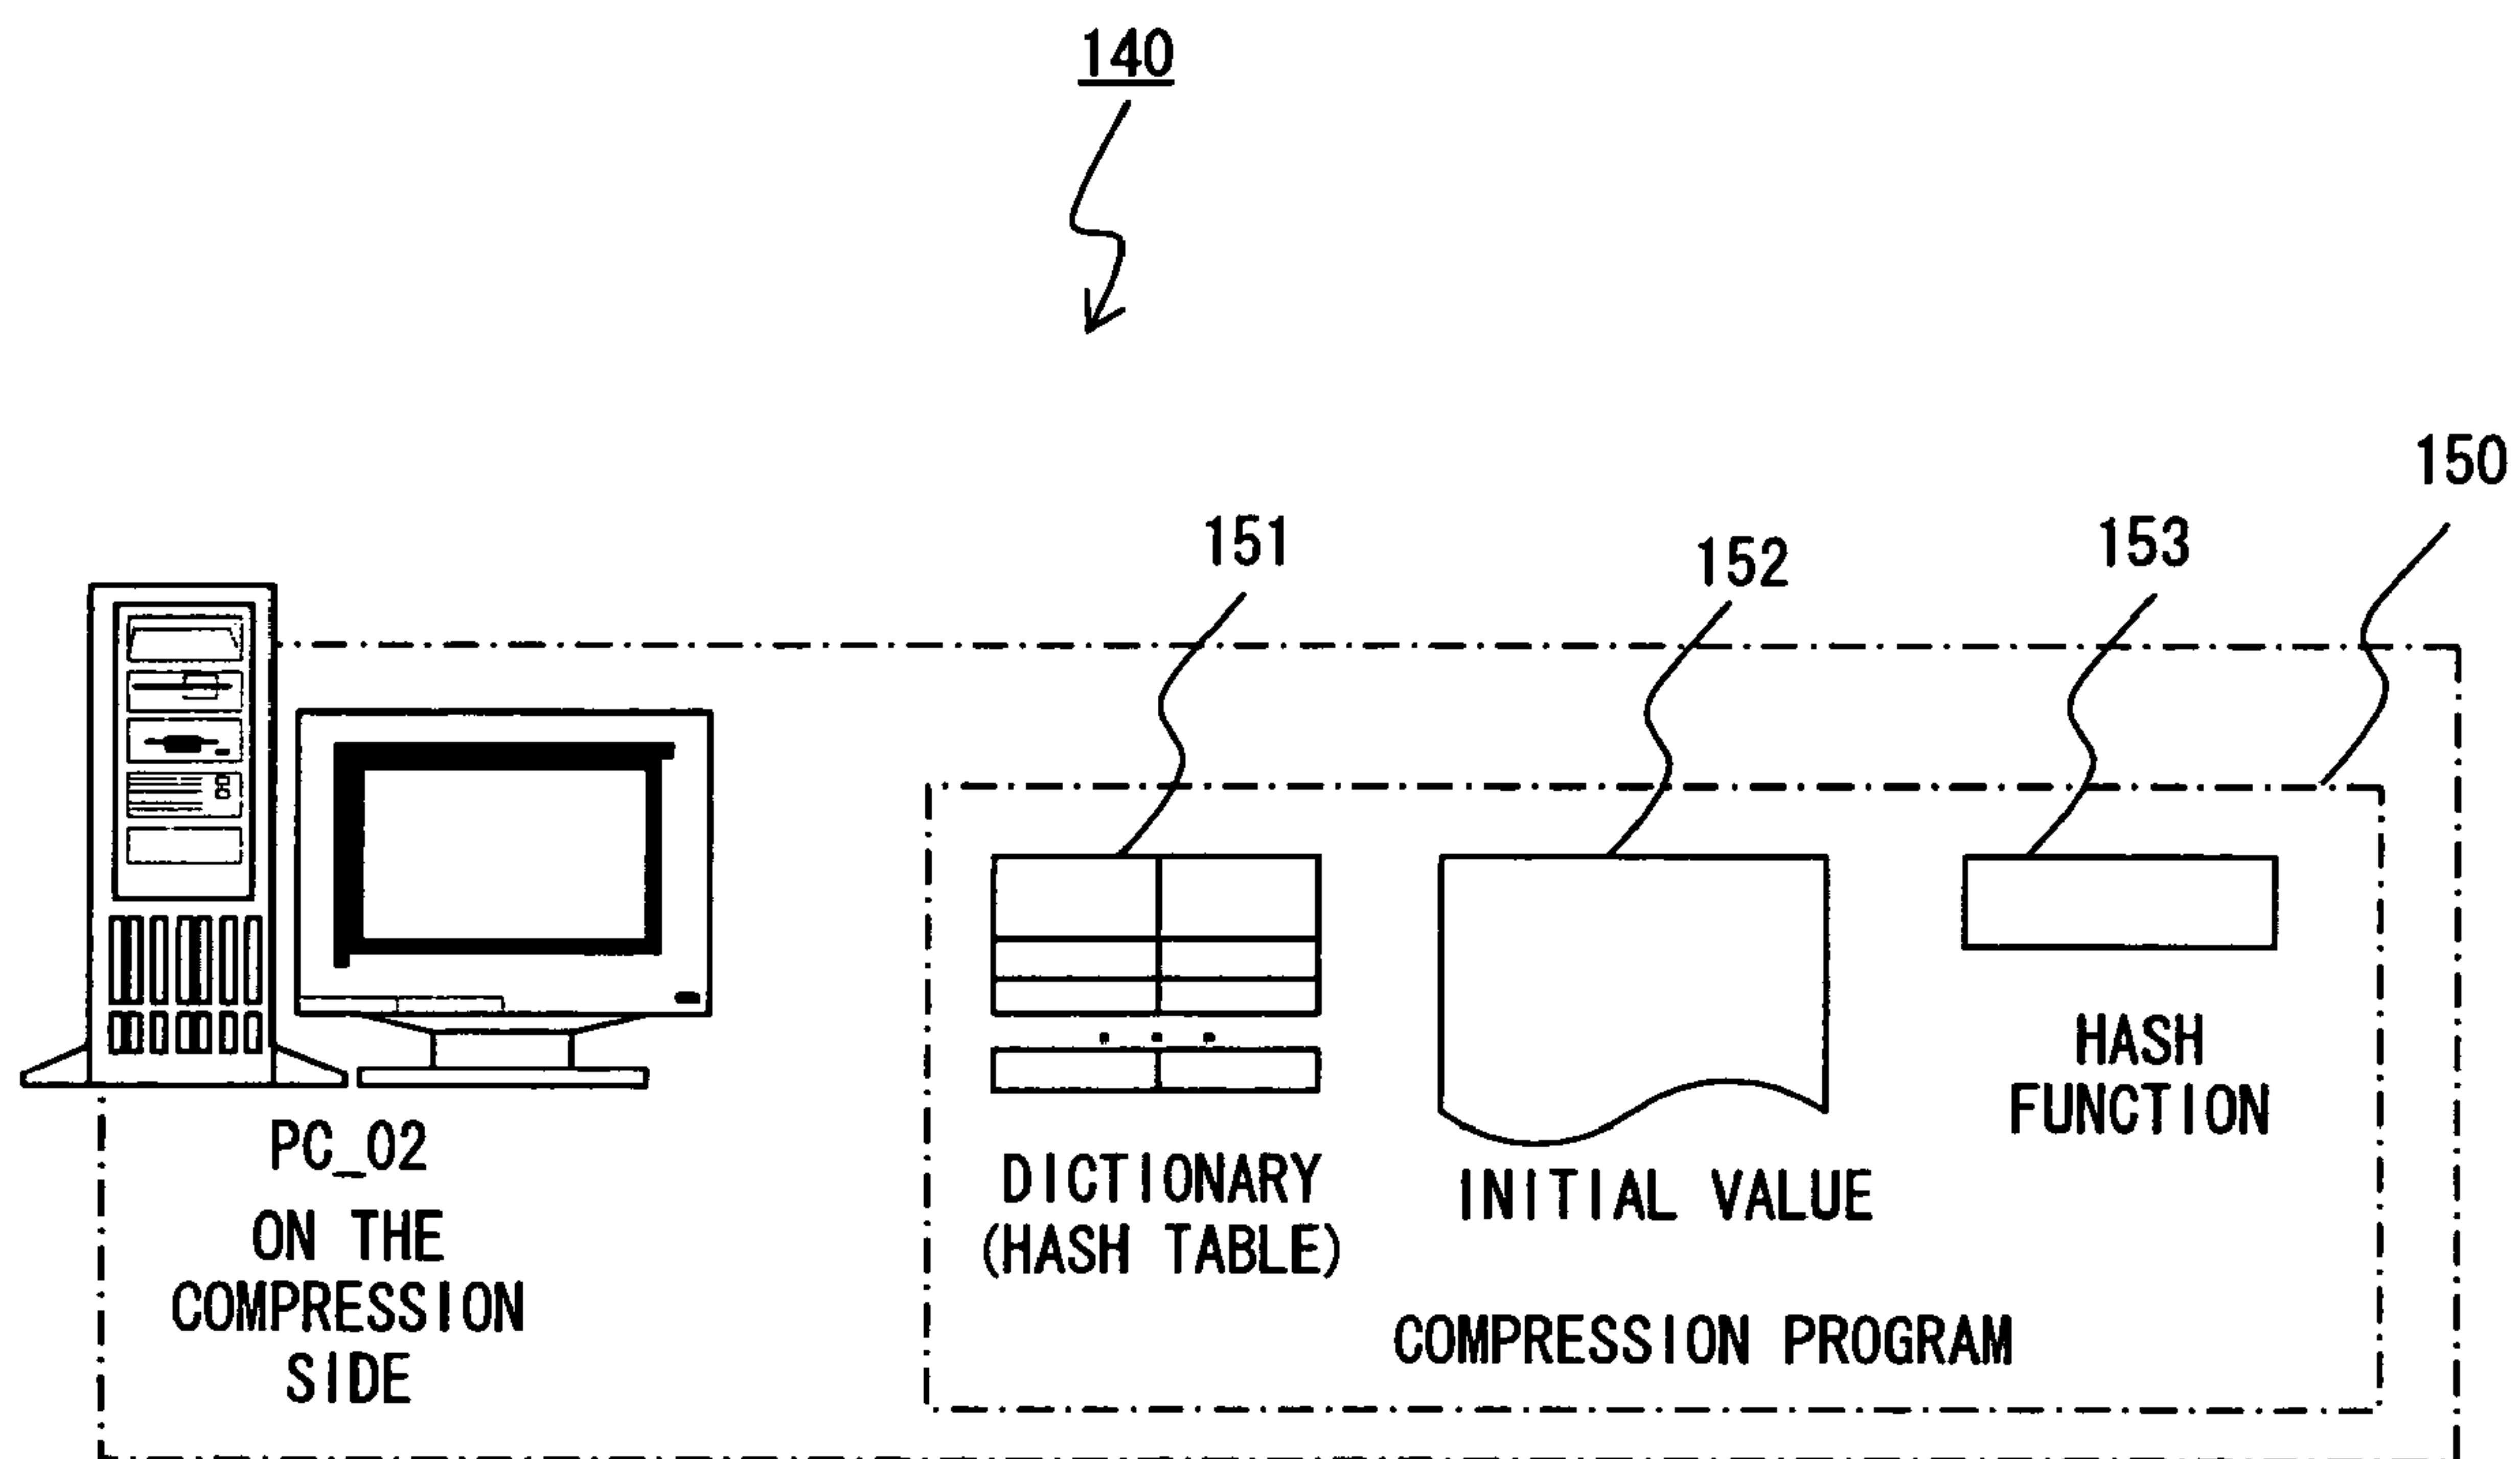 140
150
151
152
153
HASH
FUNCTION
PC_02
ON THE
COMPRESSION
SIDE
DICTIONARY
(HASH TABLE)
INITIAL VALUE
COMPRESSION PROGRAM